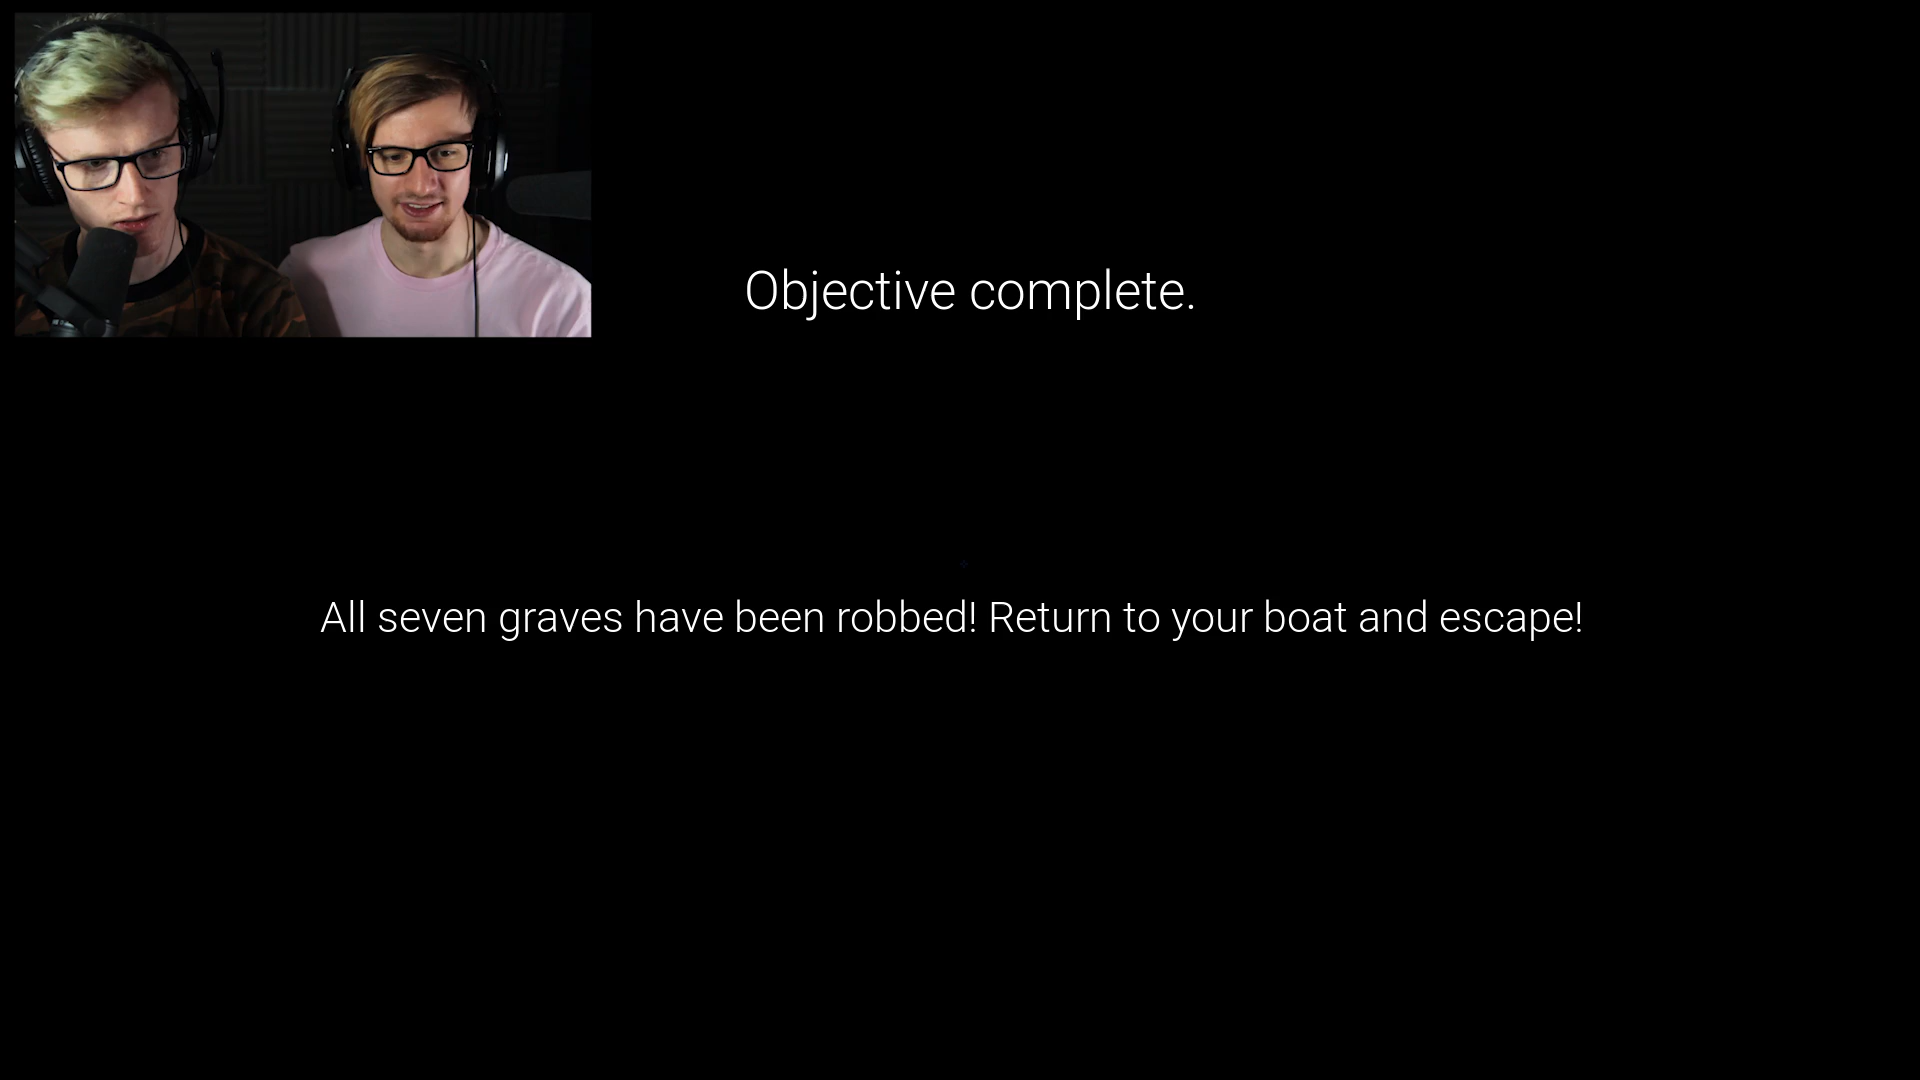 Objective complete.
All seven graves have been robbed! Return to your boat and escape!